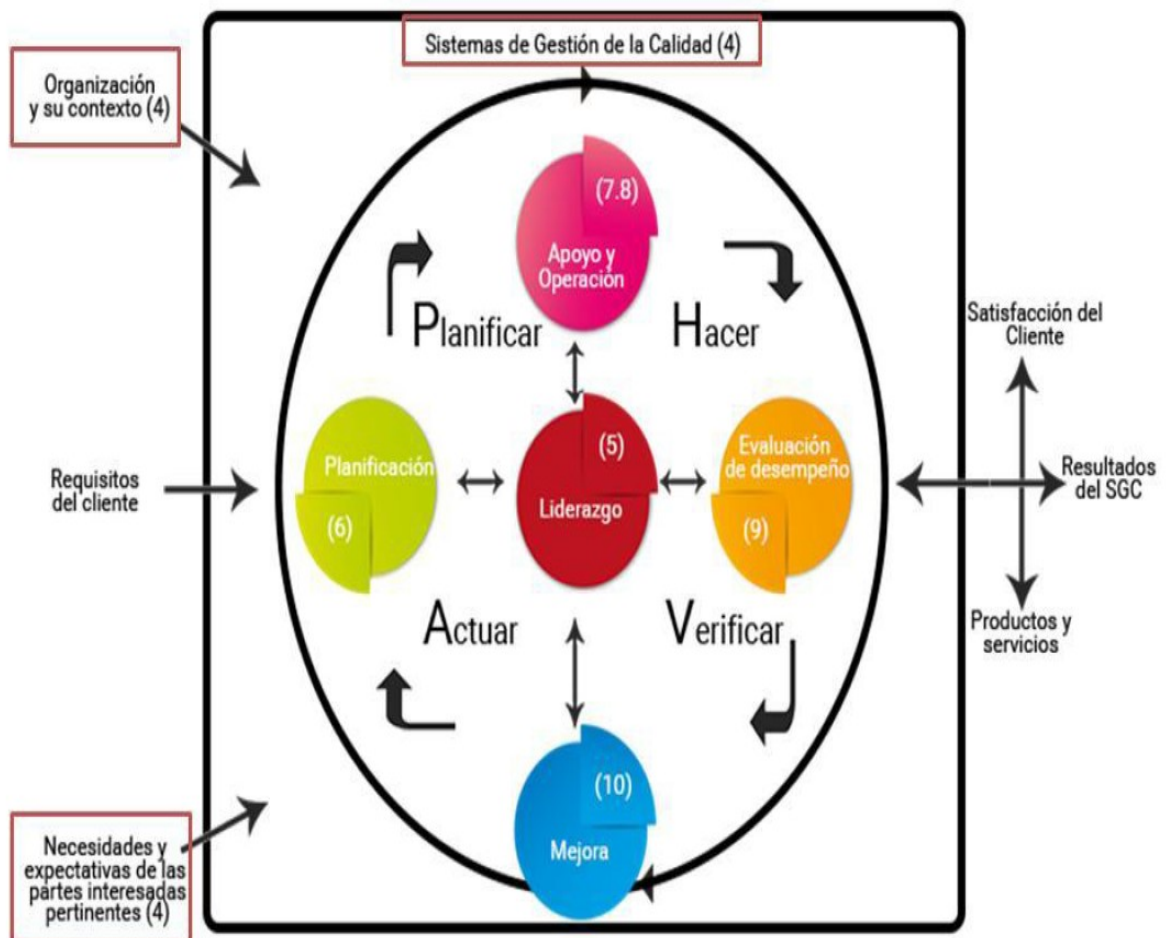 Sistemas de Gestión de la Calidad (4)
Organización
y su contexto (4)
(7.8)
Apoyo y
Operación
Planificar
Hacer
Satisfacción del
Cliente
Planificación
(6)
(5)
Liderazgo
Evaluación
de desempeño
(9)
Requisitos
del cliente
Resultados
del SGC
Actuar
Verificar
Productos y
servicios
(10)
Mejora
Necesidades y
expectativas de las
partes interesadas
pertinentes (4)